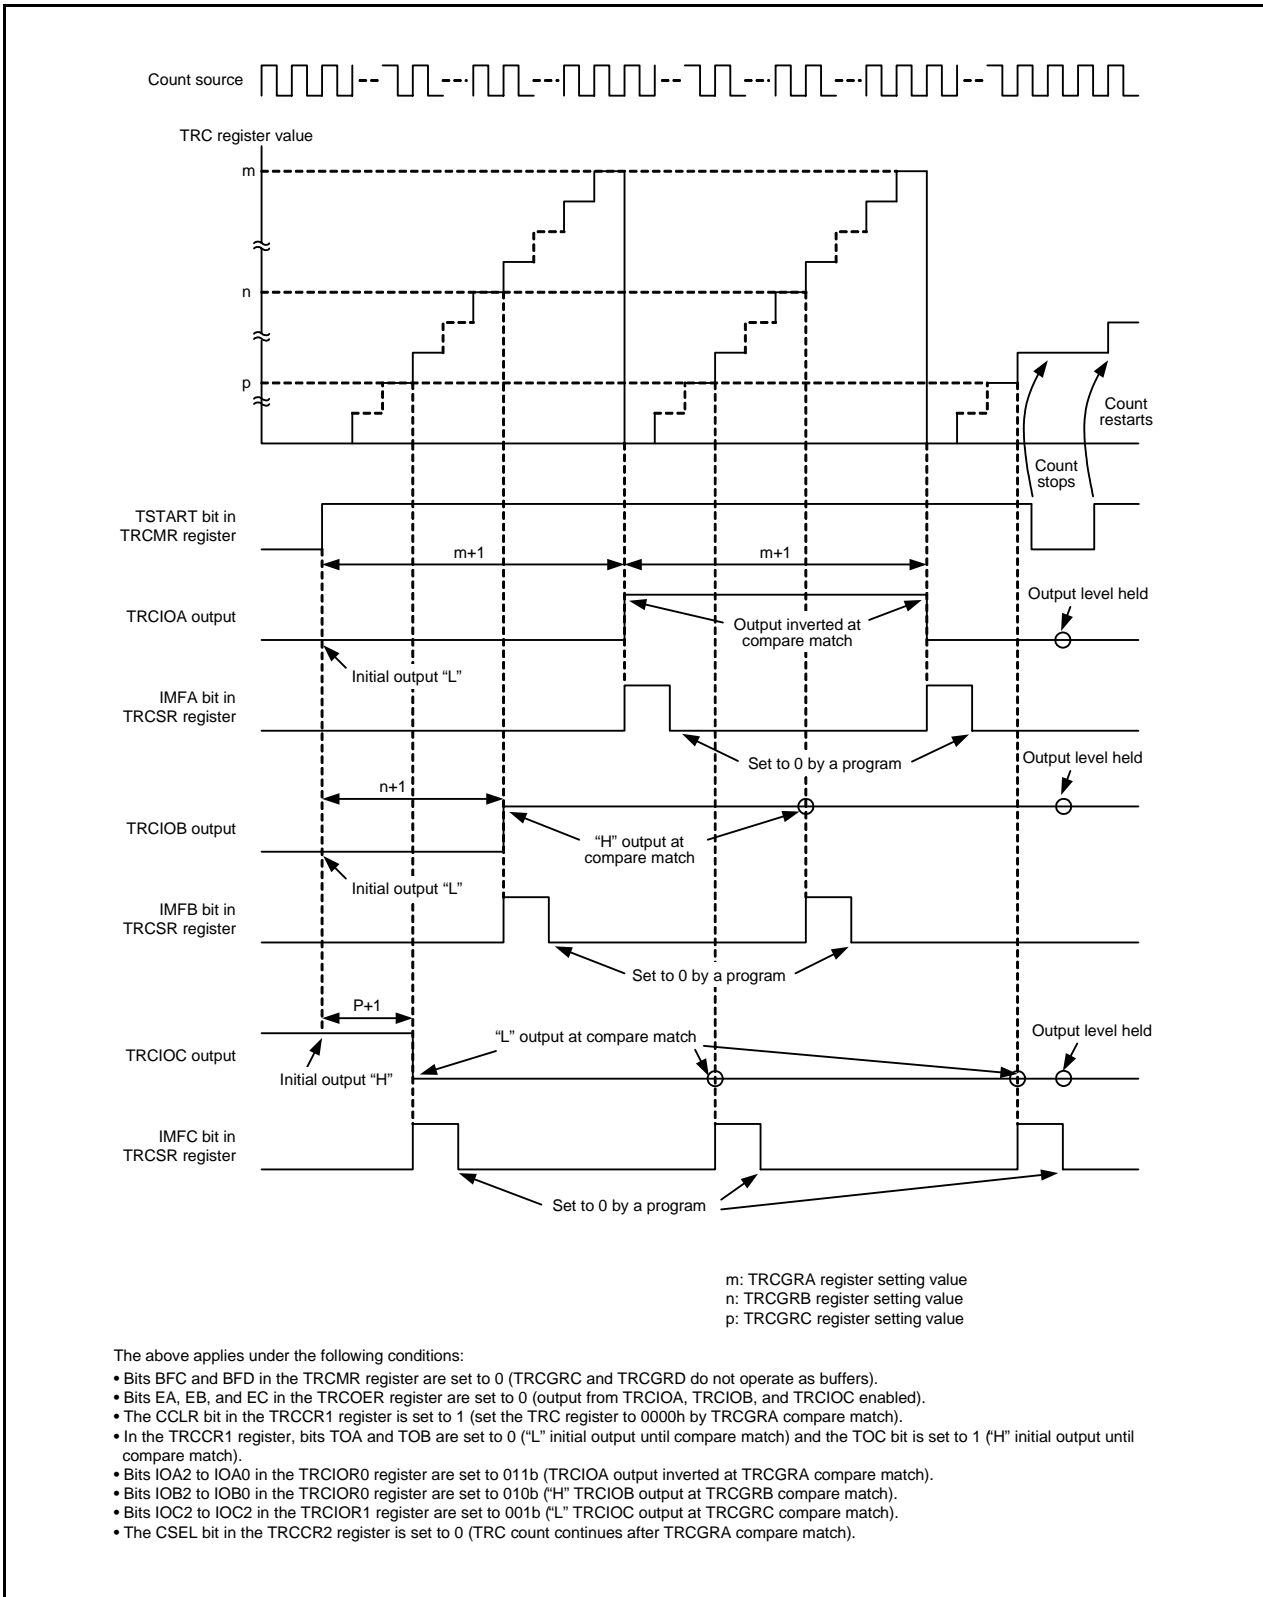 Count source
TRC register value
m
n
p
Count
restarts
Count
stops
TSTART bit in
TRCMR register
m+1
m+1
TRCIOA output
Output inverted at
compare match
Output level held
Initial output “L”
IMFA bit in
TRCSR register
Set to 0 by a program
Output level held
n+1
TRCIOB output
“H” output at
compare match
Initial output “L”
IMFB bit in
TRCSR register
Set to 0 by a program
P+1
“L” output at compare match
Output level held
TRCIOC output
Initial output “H”
IMFC bit in
TRCSR register
Set to 0 by a program
m: TRCGRA register setting value
n: TRCGRB register setting value
p: TRCGRC register setting value
The above applies under the following conditions:
• Bits BFC and BFD in the TRCMR register are set to 0 (TRCGRC and TRCGRD do not operate as buffers).
• Bits EA, EB, and EC in the TRCOER register are set to 0 (output from TRCIOA, TRCIOB, and TRCIOC enabled).
• The CCLR bit in the TRCCR1 register is set to 1 (set the TRC register to 0000h by TRCGRA compare match).
• In the TRCCR1 register, bits TOA and TOB are set to 0 (“L” initial output until compare match) and the TOC bit is set to 1 (“H” initial output until
compare match).
• Bits IOA2 to IOA0 in the TRCIOR0 register are set to 011b (TRCIOA output inverted at TRCGRA compare match).
• Bits IOB2 to IOB0 in the TRCIOR0 register are set to 010b (“H” TRCIOB output at TRCGRB compare match).
• Bits IOC2 to IOC2 in the TRCIOR1 register are set to 001b (“L” TRCIOC output at TRCGRC compare match).
• The CSEL bit in the TRCCR2 register is set to 0 (TRC count continues after TRCGRA compare match).